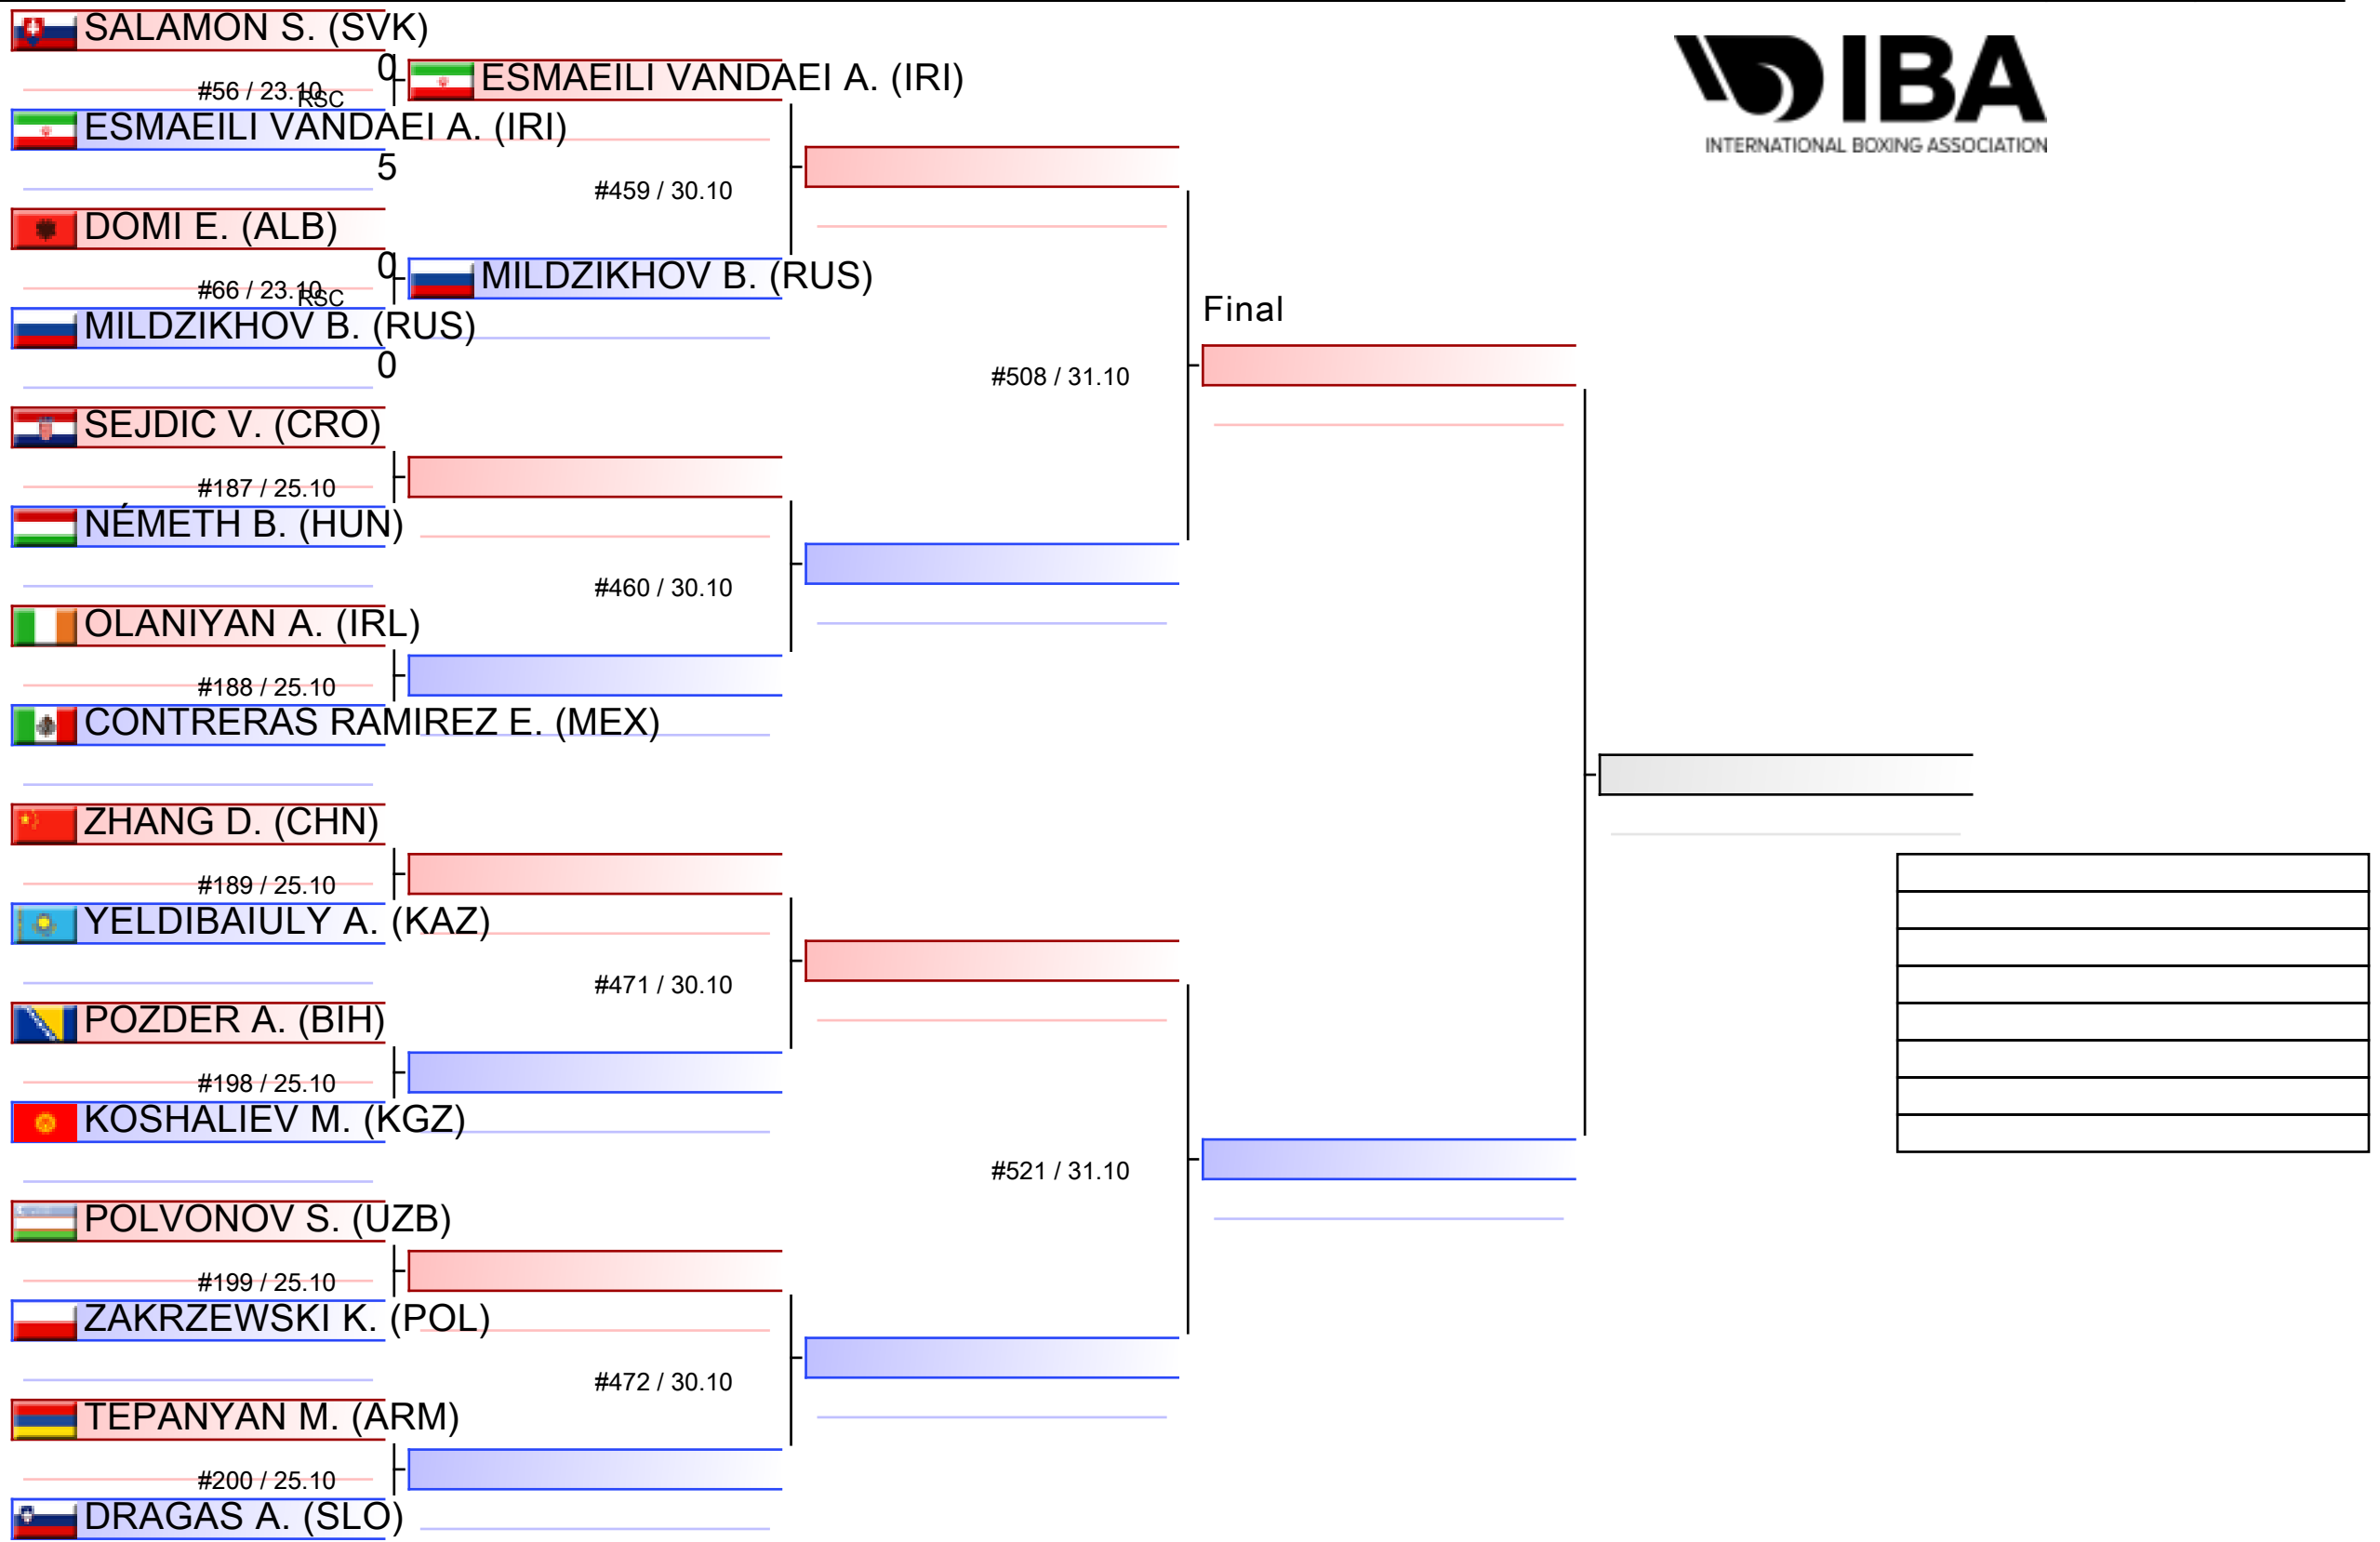 SALAMON S. (SVK)
0
#56 / 23.10
RSC
ESMAEILI VANDAEI A. (IRI)
5
ESMAEILI VANDAEI A. (IRI)
#459 / 30.10
DOMI E. (ALB)
0
#66 / 23.10
RSC
MILDZIKHOV B. (RUS)
0
MILDZIKHOV B. (RUS)
SEJDIC V. (CRO)
#187 / 25.10
NÉMETH B. (HUN)
#460 / 30.10
OLANIYAN A. (IRL)
#188 / 25.10
CONTRERAS RAMIREZ E. (MEX)
ZHANG D. (CHN)
#189 / 25.10
YELDIBAIULY A. (KAZ)
#471 / 30.10
POZDER A. (BIH)
#198 / 25.10
KOSHALIEV M. (KGZ)
POLVONOV S. (UZB)
#199 / 25.10
ZAKRZEWSKI K. (POL)
#472 / 30.10
TEPANYAN M. (ARM)
#200 / 25.10
DRAGAS A. (SLO)
#508 / 31.10
#521 / 31.10
Final
IBA
INTERNATIONAL BOXING ASSOCIATION